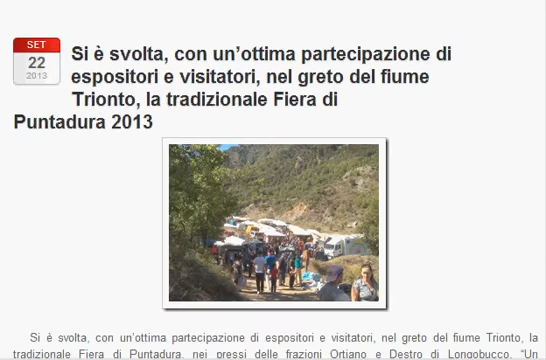 SET
22
2013
Si è svolta, con un’ottima partecipazione di
espositori e visitatori, nel greto del fiume
Trionto, la tradizionale Fiera di
Puntadura 2013
Si è svolta, con un’ottima partecipazione di espositori e visitatori, nel greto del fiume Trionto, la
tradizionale Fiera di Puntadura, nei pressi delle frazioni Ortiano e Destro di Longobucco. “Un